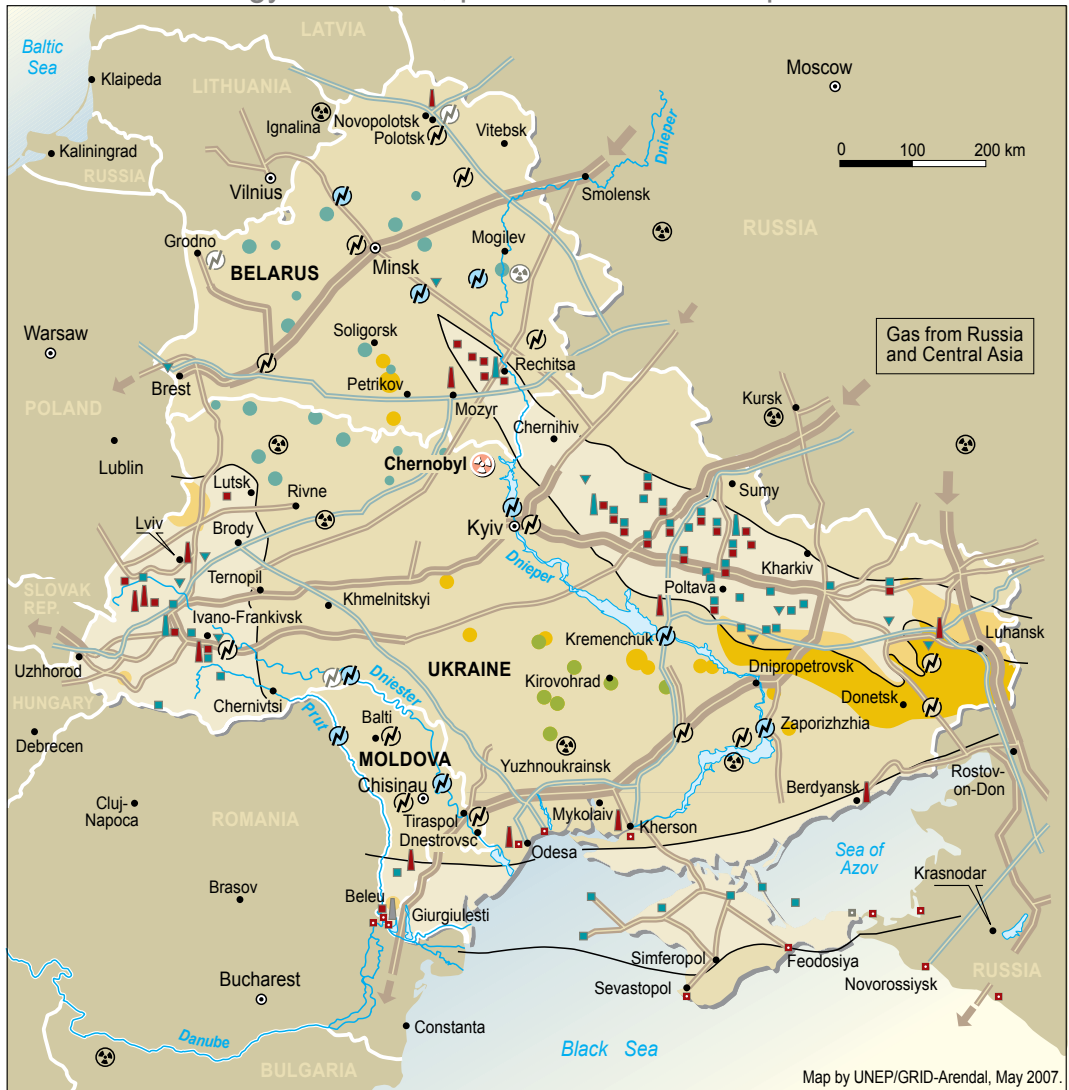 LATVIA
Baltic
Sea
Klaipeda
Moscow
LITHUANIA
Ignalina
Novopolotsk
Polotsk
Vitebsk
Dnieper
Kaliningrad
RUSSIA
Vilnius
0 100 200 km
Smolensk
RUSSIA
Grodno
Mogilev
BELARUS
Minsk
Warsaw
Soligorsk
Gas from Russia
and Central Asia
Brest
Petrikov
Rechitsa
POLAND
Mozyr
Kursk
Chernihiv
Lublin
Chernobyl
Lutsk
Rivne
Sumy
Lviv
Brody
Kyiv
Dnieper
Kharkiv
SLOVAK
REP.
Ternopil
Khmelnitskyi
Poltava
Ivano-Frankivsk
Kremenchuk
Luhansk
Uzhhorod
UKRAINE
Kirovohrad
Dnipropetrovsk
HUNGARY
Chernivtsi
Dniester
Donetsk
Prut
Balti
Zaporizhzhia
Debrecen
MOLDOVA
Yuzhnoukrainsk
Chisinau
Rostov-
on-Don
Cluj-
Napoca
Berdyansk
ROMANIA
Tiraspol
Mykolaiv
Dnestrovsc
Kherson
Odesa
Sea of
Azov
Brasov
Beleu
Giurgiulesti
Krasnodar
Simferopol
Feodosiya
Bucharest
Sevastopol
Novorossiysk
RUSSIA
Constanta
Danube
Black Sea
BULGARIA
Map by UNEP/GRID-Arendal, May 2007.